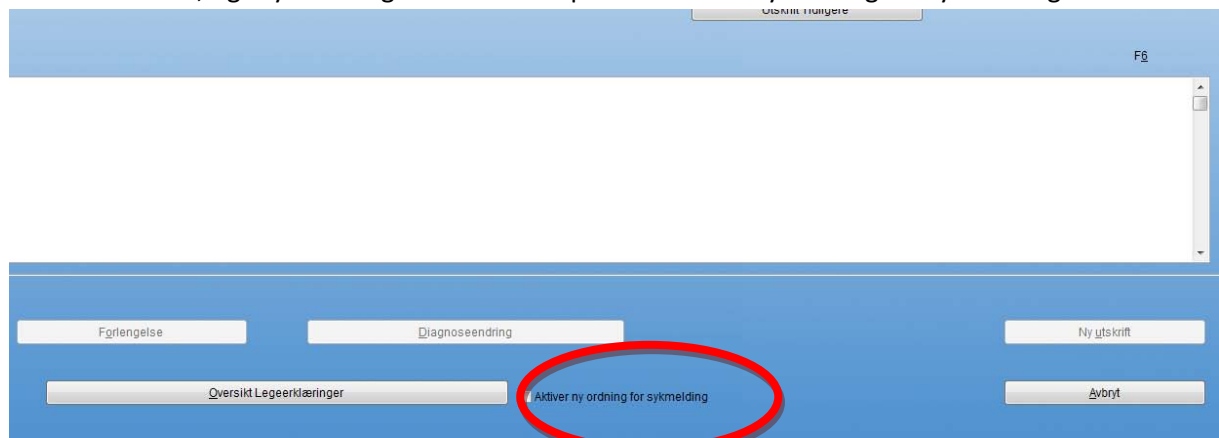 Utskrift Tidligere
F6
Forlengelse Diagnoseendring Ny utskrift
Oversikt Legeerklæringer Aktiver ny ordning for sykmelding Avbryt